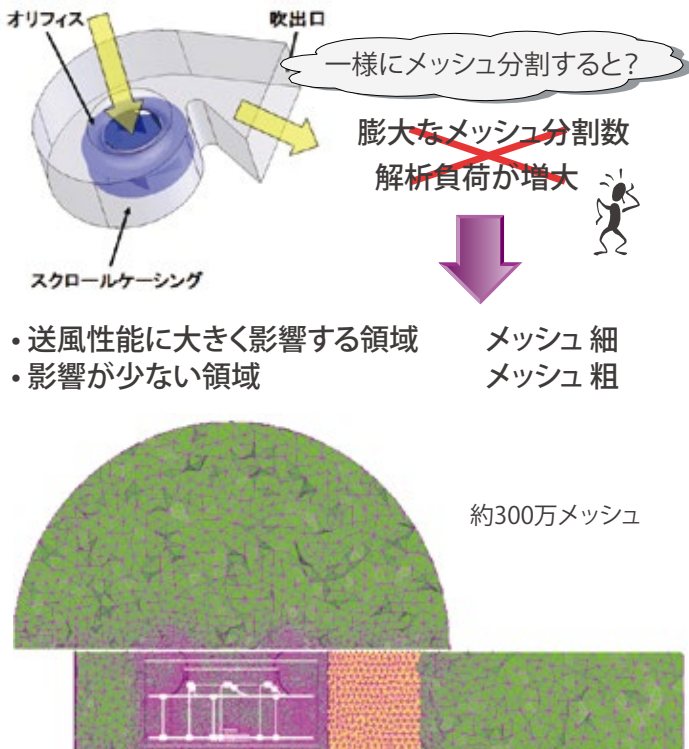 オリフィス
吹出口
一様にメッシュ分割すると?
膨大なメッシュ分割数
解析負荷が増大
スクロールケーシング
• 送風性能に大きく影響する領域 メッシュ 細
• 影響が少ない領域 メッシュ 粗
約300万メッシュ